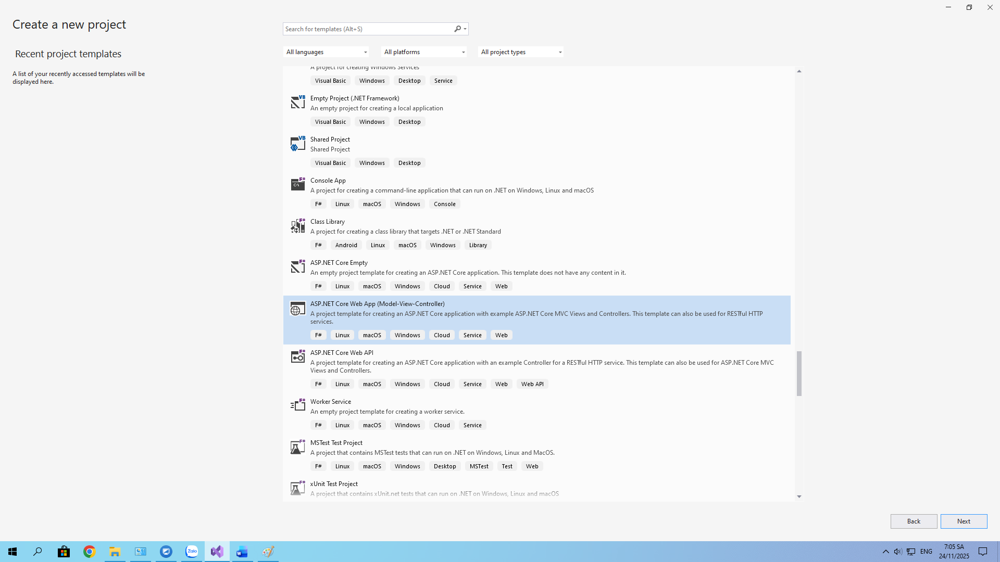 Create a new project
Search for templates (Alt+S)
Recent project templates
All languages
All platforms
All project types
A list of your recently accessed templates will be
displayed here.
A project for creating Windows Services
Visual Basic Windows Desktop Service
VB
Empty Project (.NET Framework)
An empty project for creating a local application
Visual Basic Windows Desktop
VB
Shared Project
Shared Project
Visual Basic Windows Desktop
F#
C:\
Console App
A project for creating a command-line application that can run on .NET on Windows, Linux and macOS
F# Linux macOS Windows Console
F#
Class Library
A project for creating a class library that targets .NET or .NET Standard
F# Android Linux macOS Windows Library
F#
ASP.NET Core Empty
An empty project template for creating an ASP.NET Core application. This template does not have any content in it.
F# Linux macOS Windows Cloud Service Web
ASP.NET Core Web App (Model-View-Controller)
A project template for creating an ASP.NET Core application with example ASP.NET Core MVC Views and Controllers. This template can also be used for RESTful HTTP
services.
F# Linux macOS Windows Cloud Service Web
F#
ASP.NET Core Web API
A project template for creating an ASP.NET Core application with an example Controller for a RESTful HTTP service. This template can also be used for ASP.NET Core MVC
Views and Controllers.
F# Linux macOS Windows Cloud Service Web Web API
F#
Worker Service
An empty project template for creating a worker service.
F# Linux macOS Windows Cloud Service
F#
MSTest Test Project
A project that contains MSTest tests that can run on .NET on Windows, Linux and MacOS.
F# Linux macOS Windows Desktop MSTest Test Web
F#
xUnit Test Project
A project that contains xUnit.net tests that can run on .NET on Windows, Linux and macOS
Back
Next
Zalo
W
ENG
7:05 SA
24/11/2025